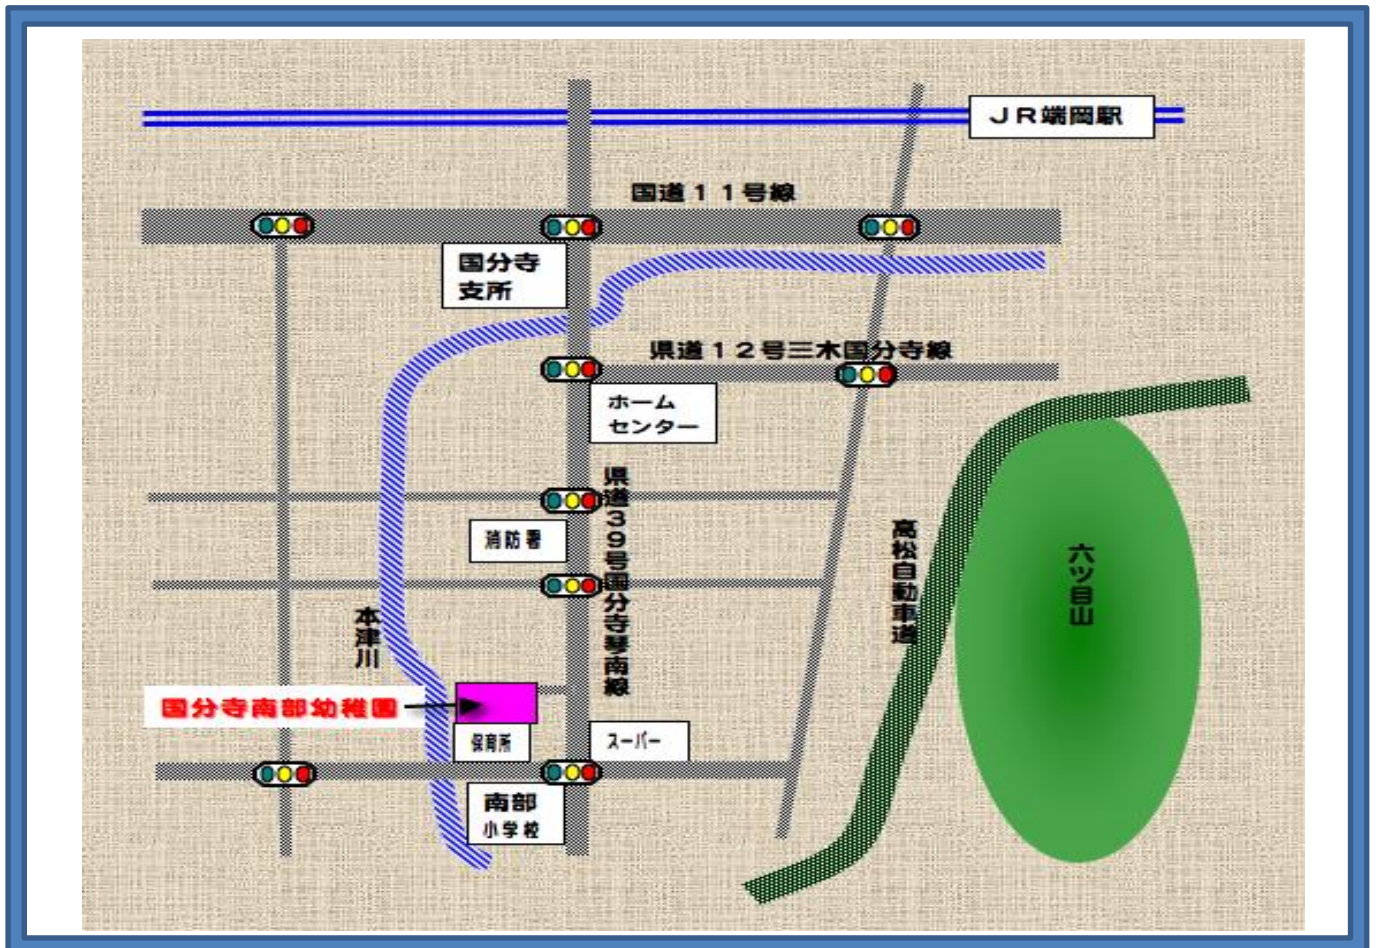 ＪＲ端岡駅
国道１１号線
国分寺
支所
県道１２号三木国分寺線
ホーム
センター
県道３９号国分寺琴南線
消防署
高松自動車道
六ツ目山
本津川
国分寺南部幼稚園
保育所
スーパー
南部
小学校